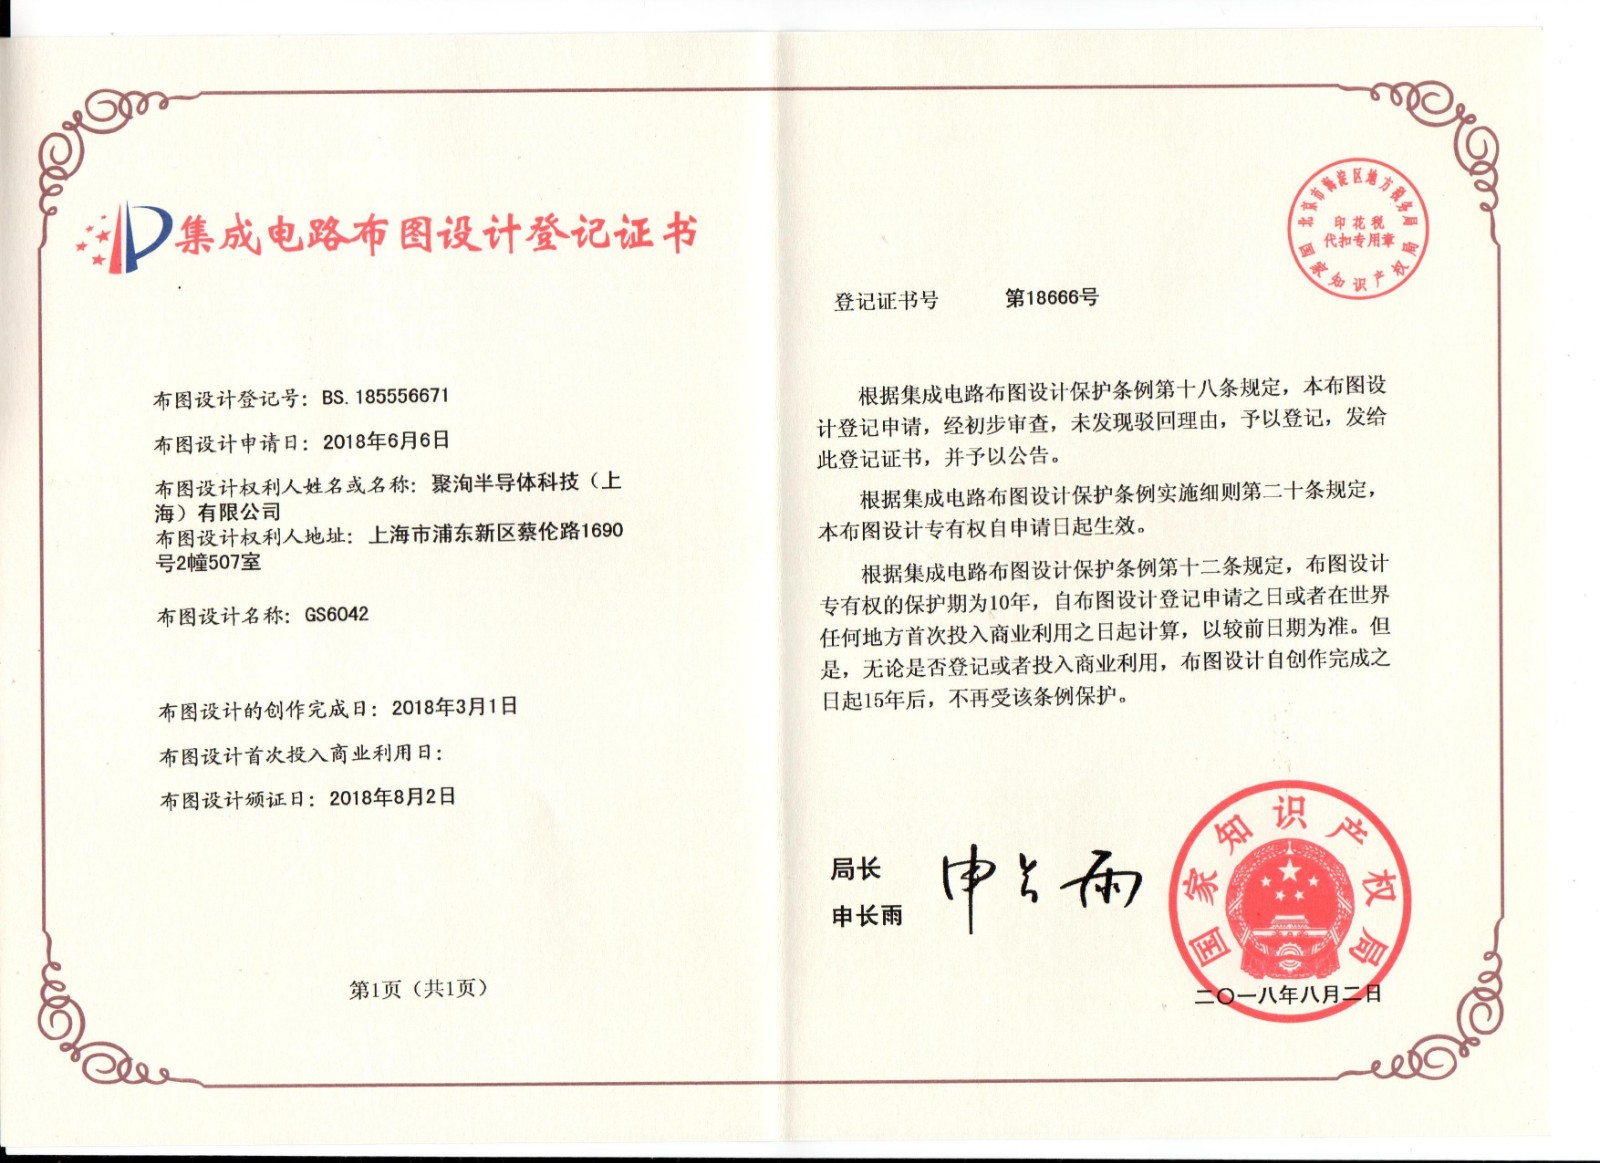 集成电路布图设计登记证书
布图设计登记号：BS.185556671
布图设计申请日：2018年6月6日
布图设计权利人姓名或名称：聚洵半导体科技（上
海）有限公司
布图设计权利人地址：上海市浦东新区蔡伦路1690
号2幢507室
布图设计名称：GS6042
布图设计的创作完成日：2018年3月1日
布图设计首次投入商业利用日：
布图设计颁证日：2018年8月2日
第1页（共1页）
北京市海淀区地方税务局
印花税
代扣专用章
国家知识产权局
登记证书号 第18666号
根据集成电路布图设计保护条例第十八条规定，本布图设
计登记申请，经初步审查，未发现驳回理由，予以登记，发给
此登记证书，并予以公告。
根据集成电路布图设计保护条例实施细则第二十条规定，
本布图设计专有权自申请日起生效。
根据集成电路布图设计保护条例第十二条规定，布图设计
专有权的保护期为10年，自布图设计登记申请之日或者在世界
任何地方首次投入商业利用之日起计算，以较前日期为准。但
是，无论是否登记或者投入商业利用，布图设计自创作完成之
日起15年后，不再受该条例保护。
局长
申长雨
申长雨
国家知识产权局
二〇一八年八月二日